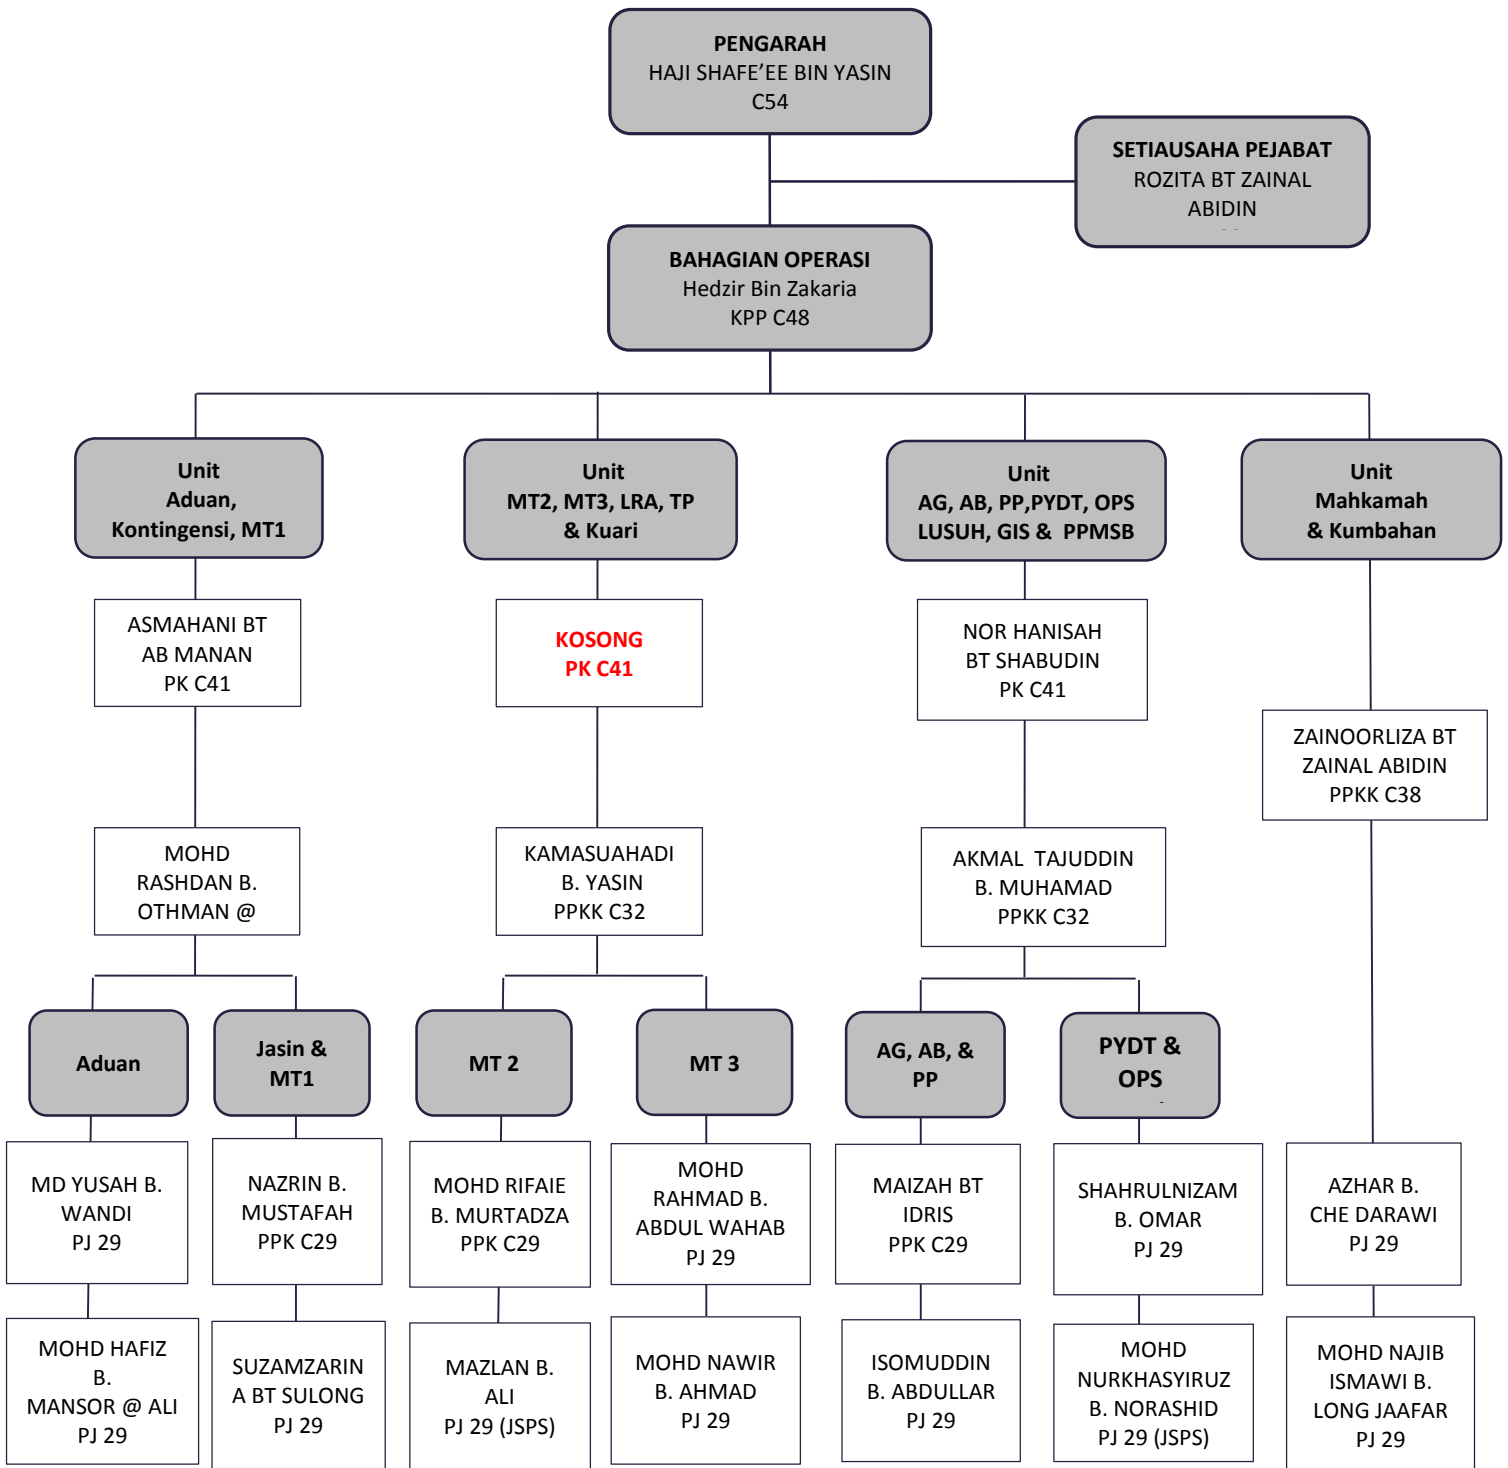 PENGARAH
HAJI SHAFE’EE BIN YASIN
C54
SETIAUSAHA PEJABAT
ROZITA BT ZAINAL
ABIDIN
BAHAGIAN OPERASI
Hedzir Bin Zakaria
KPP C48
Unit
Aduan,
Kontingensi, MT1
Unit
MT2, MT3, LRA, TP
& Kuari
Unit
AG, AB, PP,PYDT, OPS
LUSUH, GIS & PPMSB
Unit
Mahkamah
& Kumbahan
ASMAHANI BT
AB MANAN
PK C41
KOSONG
PK C41
NOR HANISAH
BT SHABUDIN
PK C41
ZAINOORLIZA BT
ZAINAL ABIDIN
PPKK C38
MOHD
RASHDAN B.
OTHMAN @
KAMASUAHADI
B. YASIN
PPKK C32
AKMAL TAJUDDIN
B. MUHAMAD
PPKK C32
Aduan
Jasin &
MT1
MT 2
MT 3
AG, AB, &
PP
PYDT &
OPS
MD YUSAH B.
WANDI
PJ 29
NAZRIN B.
MUSTAFAH
PPK C29
MOHD RIFAIE
B. MURTADZA
PPK C29
MOHD
RAHMAD B.
ABDUL WAHAB
PJ 29
MAIZAH BT
IDRIS
PPK C29
SHAHRULNIZAM
B. OMAR
PJ 29
AZHAR B.
CHE DARAWI
PJ 29
MOHD HAFIZ
B.
MANSOR @ ALI
PJ 29
SUZAMZARIN
A BT SULONG
PJ 29
MAZLAN B.
ALI
PJ 29 (JSPS)
MOHD NAWIR
B. AHMAD
PJ 29
ISOMUDDIN
B. ABDULLAR
PJ 29
MOHD
NURKHASYIRUZ
B. NORASHID
PJ 29 (JSPS)
MOHD NAJIB
ISMAWI B.
LONG JAAFAR
PJ 29